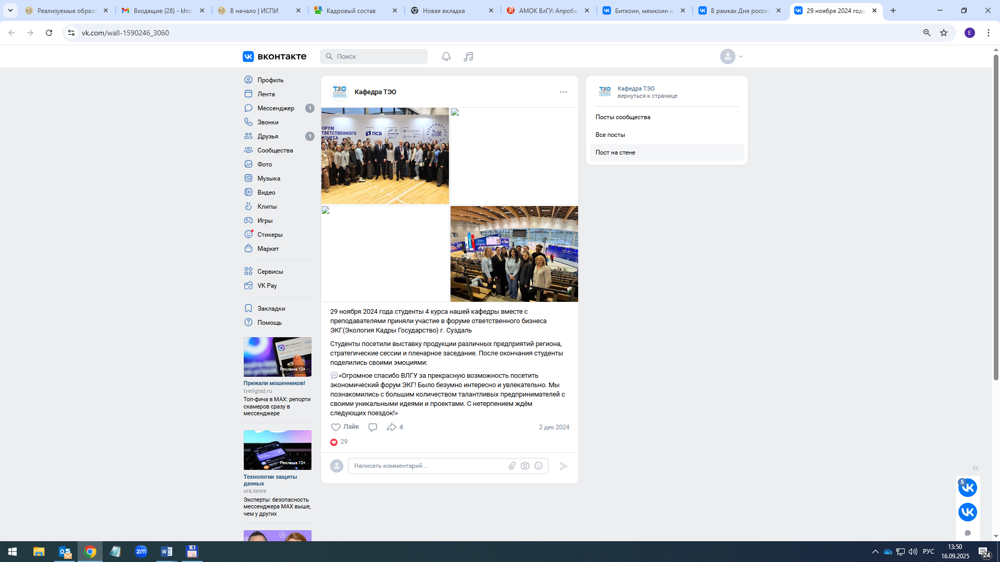 Реализуемые образо
Входящие (28) - khor
В начало | ИСПИ
Кадровый состав
Новая вкладка
АМОК ВлГУ: Апроба
Биткоин, мемкоин и
В рамках Дня россий
29 ноября 2024 года
vk.com/wall-1590246_3060
E
вконтакте
Поиск
Профиль
Лента
Мессенджер
1
Звонки
Друзья
1
Сообщества
Фото
Музыка
Видео
Клипы
Игры
Стикеры
Маркет
Сервисы
VK Pay
Закладки
Помощь
Реклама 12+
Прижали мошенников!
tverigrad.ru
Топ-фича в MAX: репорти
скамеров сразу в
мессенджере
Реклама 12+
Технологии защиты
данных
ura.news
Эксперты: безопасность
мессенджера MAX выше,
чем у других
ТЭО
КАФЕДРА
Кафедра ТЭО
ОРУМ
ТВЕТСТВЕННОГО
БИЗНЕСА
ПСБ
29 ноября 2024 года студенты 4 курса нашей кафедры вместе с
преподавателями приняли участие в форуме ответственного бизнеса
ЭКГ(Экология Кадры Государство) г. Суздаль
Студенты посетили выставку продукции различных предприятий региона,
стратегические сессии и пленарное заседание. После окончания студенты
поделились своими эмоциями:
«Огромное спасибо ВЛГУ за прекрасную возможность посетить
экономический форум ЭКГ! Было безумно интересно и увлекательно. Мы
познакомились с большим количеством талантливых предпринимателей с
своими уникальными идеями и проектами. С нетерпением ждём
следующих поездок!»
Лайк
4
2 дек 2024
29
Написать комментарий...
Кафедра ТЭО
вернуться к странице
Посты сообщества
Все посты
Пост на стене
5
zm
РУС
13:50
16.09.2025
24